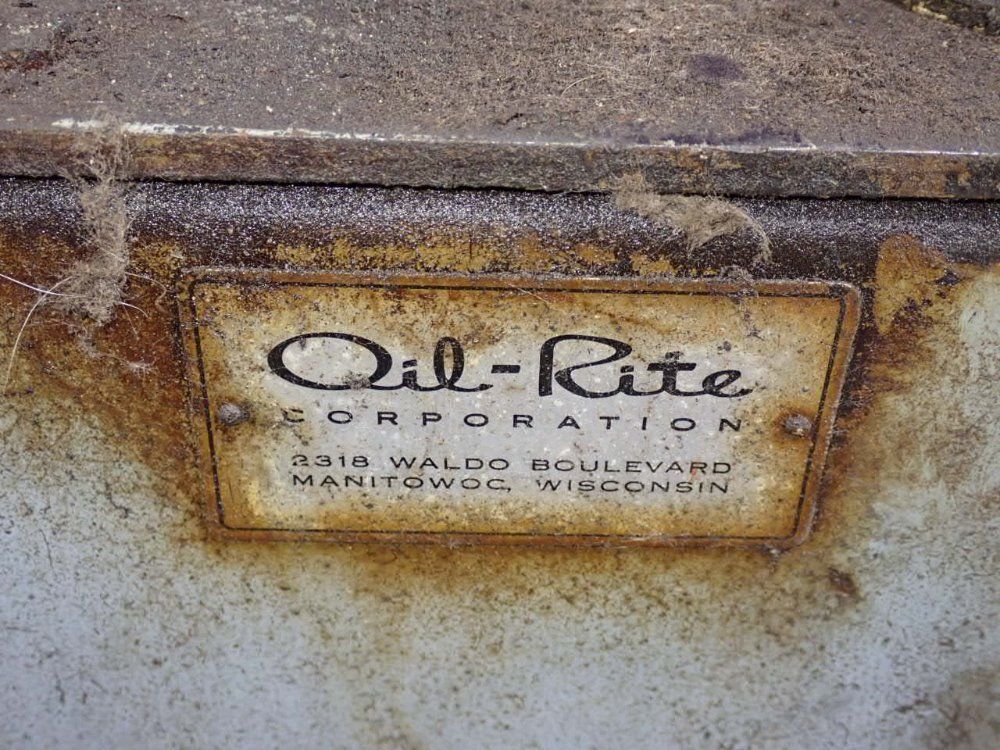 Oil-Rite
CORPORATION
2318 WALDO BOULEVARD
MANITOWOC, WISCONSIN